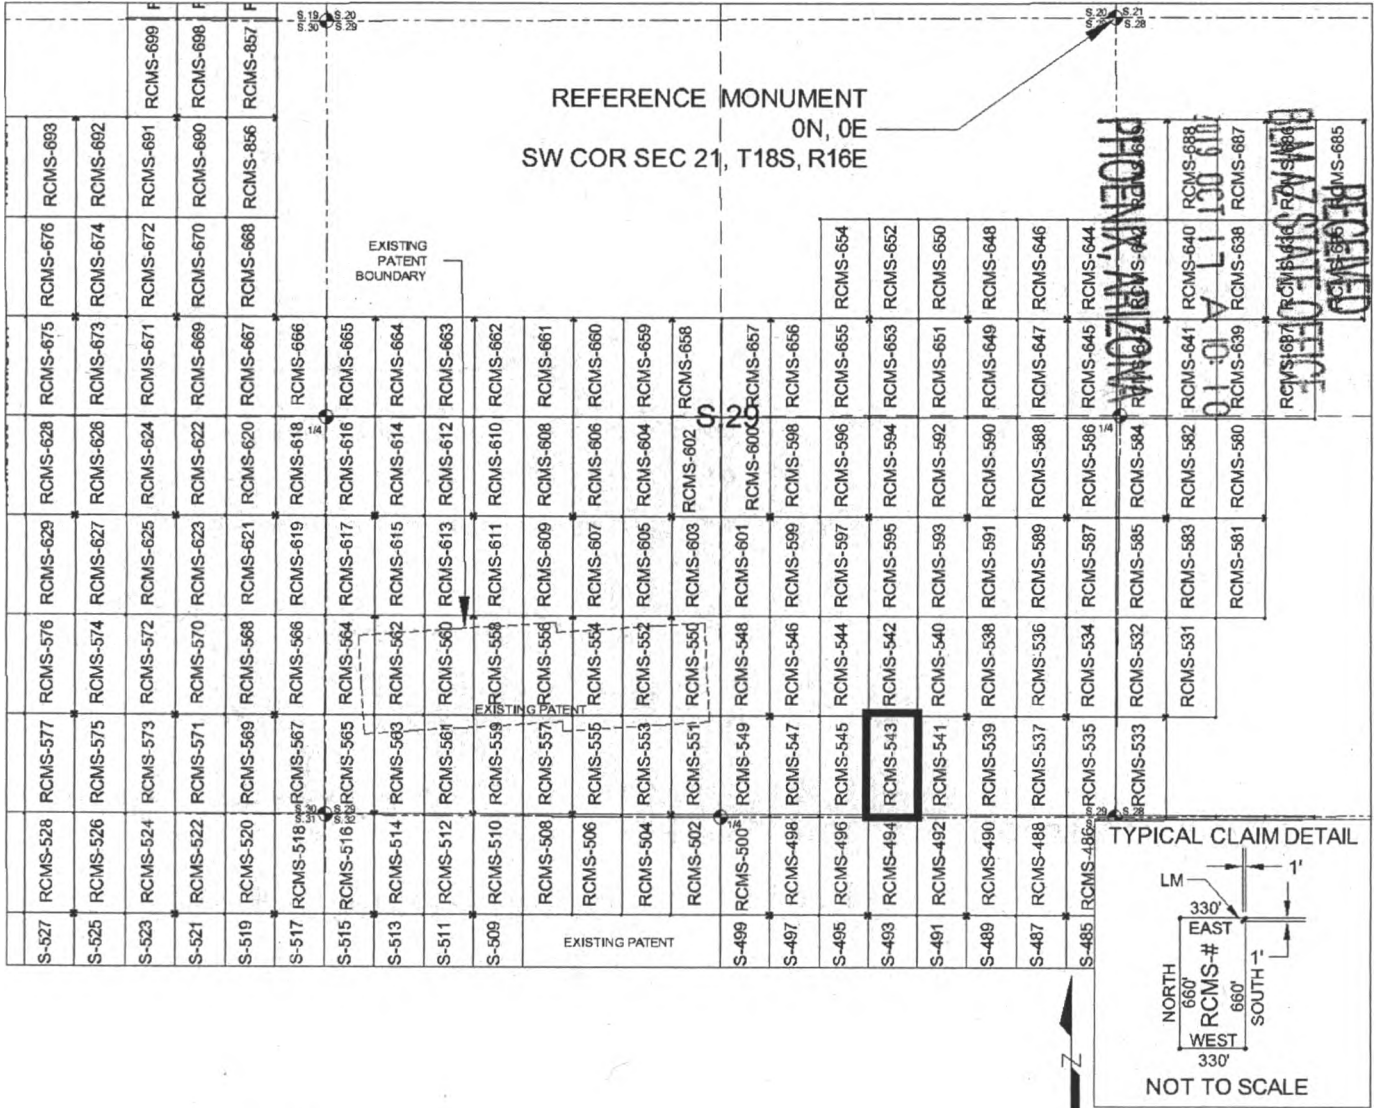 S.19 S.20
S.30 S.29
S.20 S.21
S.28
RCMS-699 RCMS-698 RCMS-857
REFERENCE MONUMENT
0N, 0E
SW COR SEC 21, T18S, R16E
RCMS-693 RCMS-692 RCMS-691 RCMS-690 RCMS-856 RCMS-688 RCMS-687 RCMS-686 RCMS-685
RECEIVED
BLM AZ STATE OFFICE
OCT 17 A 10:10
PHOENIX, ARIZONA
EXISTING
PATENT
BOUNDARY
RCMS-676 RCMS-674 RCMS-672 RCMS-670 RCMS-668 RCMS-654 RCMS-652 RCMS-650 RCMS-648 RCMS-646 RCMS-644 RCMS-640 RCMS-638
RCMS-675 RCMS-673 RCMS-671 RCMS-669 RCMS-667 RCMS-666 RCMS-665 RCMS-664 RCMS-663 RCMS-662 RCMS-661 RCMS-660 RCMS-659 RCMS-658 RCMS-657 RCMS-656 RCMS-655 RCMS-653 RCMS-651 RCMS-649 RCMS-647 RCMS-645 RCMS-641 RCMS-639 RCMS-637
S.29
1/4 1/4
RCMS-628 RCMS-626 RCMS-624 RCMS-622 RCMS-620 RCMS-618 RCMS-616 RCMS-614 RCMS-612 RCMS-610 RCMS-608 RCMS-606 RCMS-604 RCMS-602 RCMS-600 RCMS-598 RCMS-596 RCMS-594 RCMS-592 RCMS-590 RCMS-588 RCMS-586 RCMS-584 RCMS-582 RCMS-580
RCMS-629 RCMS-627 RCMS-625 RCMS-623 RCMS-621 RCMS-619 RCMS-617 RCMS-615 RCMS-613 RCMS-611 RCMS-609 RCMS-607 RCMS-605 RCMS-603 RCMS-601 RCMS-599 RCMS-597 RCMS-595 RCMS-593 RCMS-591 RCMS-589 RCMS-587 RCMS-585 RCMS-583 RCMS-581
RCMS-576 RCMS-574 RCMS-572 RCMS-570 RCMS-568 RCMS-566 RCMS-564 RCMS-562 RCMS-560 RCMS-558 RCMS-556 RCMS-554 RCMS-552 RCMS-550 RCMS-548 RCMS-546 RCMS-544 RCMS-542 RCMS-540 RCMS-538 RCMS-536 RCMS-534 RCMS-532 RCMS-531
EXISTING PATENT
RCMS-577 RCMS-575 RCMS-573 RCMS-571 RCMS-569 RCMS-567 RCMS-565 RCMS-563 RCMS-561 RCMS-559 RCMS-557 RCMS-555 RCMS-553 RCMS-551 RCMS-549 RCMS-547 RCMS-545 RCMS-543 RCMS-541 RCMS-539 RCMS-537 RCMS-535 RCMS-533
S.30 S.29 S.29 S.28
S.31 S.32
1/4
RCMS-528 RCMS-526 RCMS-524 RCMS-522 RCMS-520 RCMS-518 RCMS-516 RCMS-514 RCMS-512 RCMS-510 RCMS-508 RCMS-506 RCMS-504 RCMS-502 RCMS-500 RCMS-498 RCMS-496 RCMS-494 RCMS-492 RCMS-490 RCMS-488 RCMS-486
S-527 S-525 S-523 S-521 S-519 S-517 S-515 S-513 S-511 S-509 EXISTING PATENT S-499 S-497 S-495 S-493 S-491 S-489 S-487 S-485
TYPICAL CLAIM DETAIL
1'
LM
330'
EAST
NORTH
660'
RCMS-#
660'
SOUTH 1'
WEST
330'
NOT TO SCALE
N